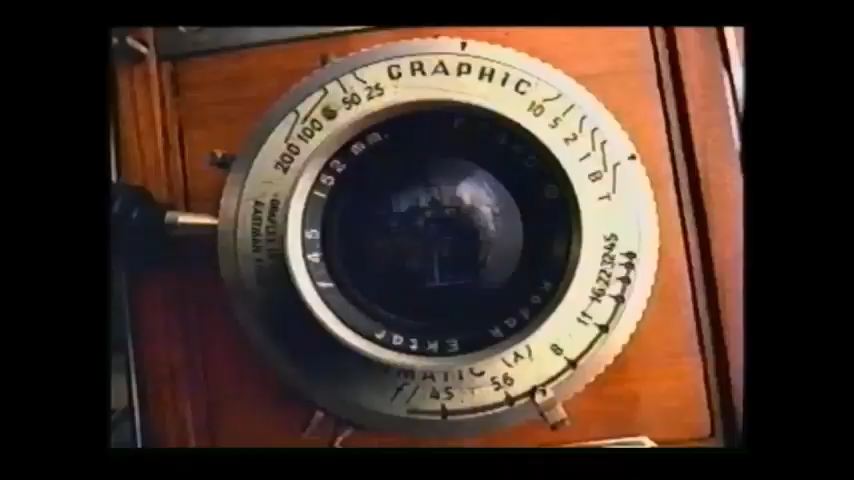 GRAPHIC
200 100 50 25
10 5 2 1 B T
f/4.5 152 mm.
Kodak Ektar
EASTMAN
MATIC (X)
f/ 4.5 5.6 8 11 16 22 32 45